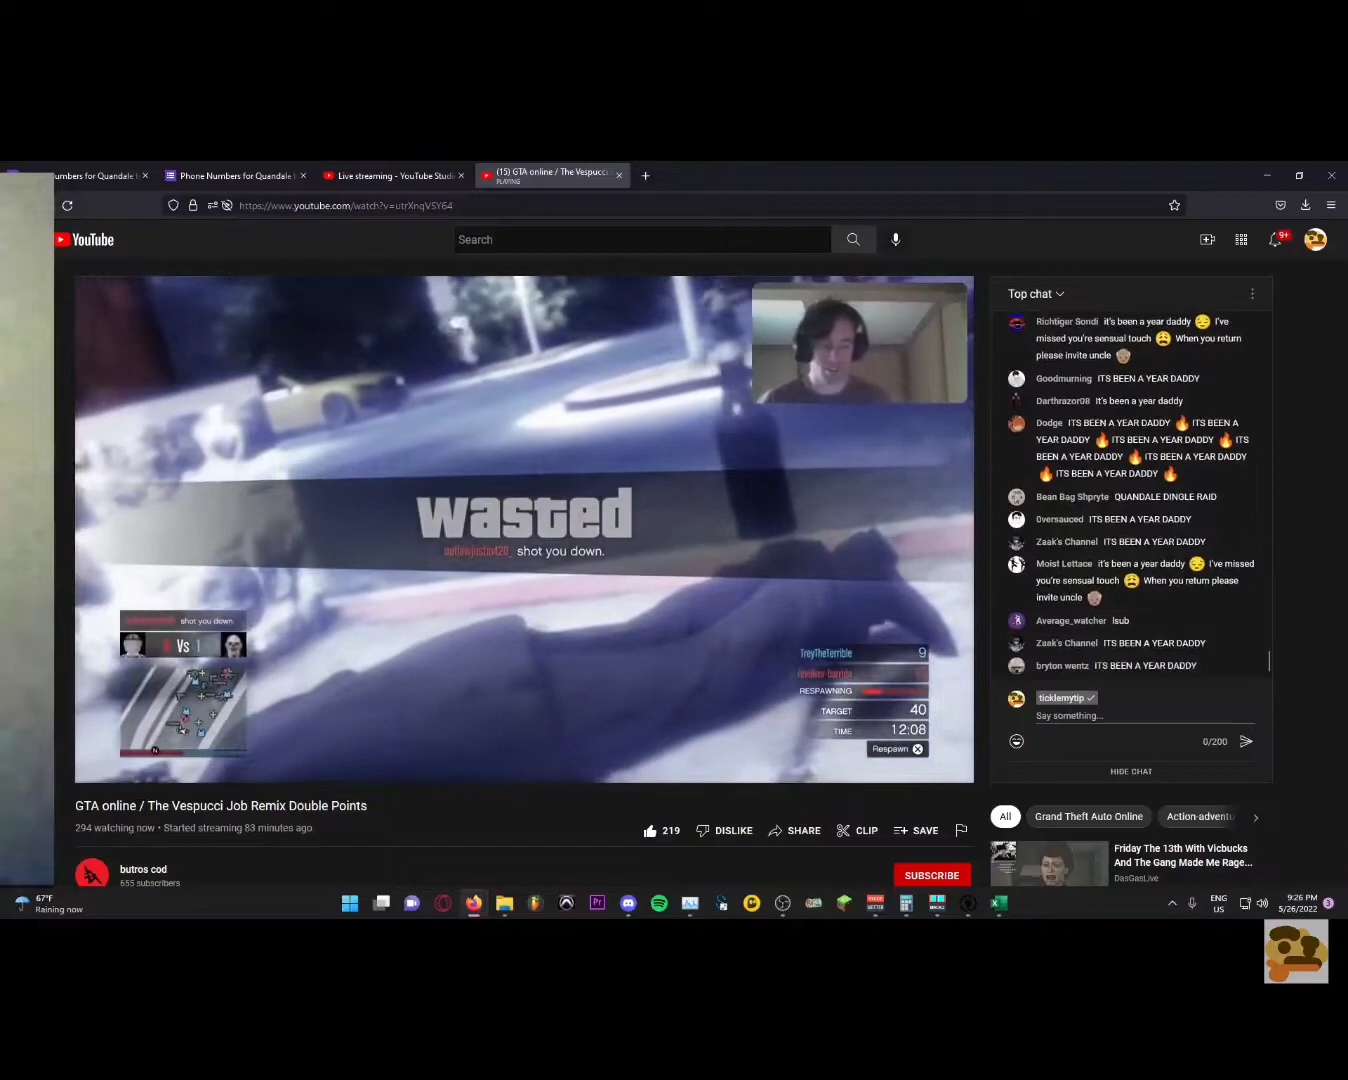 umbers for Quandale
Phone Numbers for Quandale
Live streaming - YouTube Studi
(15) GTA online / The Vespucci
PLAYING
https://www.youtube.com/watch?v=utrXnqVSY64
YouTube
Search
9+
Top chat
Richtiger Sondi it's been a year daddy 😔 I've
missed you're sensual touch 😩 When you return
please invite uncle
Goodmurning ITS BEEN A YEAR DADDY
Darthrazor08 It's been a year daddy
Dodge ITS BEEN A YEAR DADDY 🔥 ITS BEEN A
YEAR DADDY 🔥 ITS BEEN A YEAR DADDY 🔥 ITS
BEEN A YEAR DADDY 🔥 ITS BEEN A YEAR DADDY
🔥 ITS BEEN A YEAR DADDY 🔥
Bean Bag Shpryte QUANDALE DINGLE RAID
0versauced ITS BEEN A YEAR DADDY
Zaak's Channel ITS BEEN A YEAR DADDY
Moist Lettace it's been a year daddy 😔 I've missed
you're sensual touch 😩 When you return please
invite uncle
Average_watcher lsub
Zaak's Channel ITS BEEN A YEAR DADDY
bryton wentz ITS BEEN A YEAR DADDY
ticklemytip
Say something...
0/200
HIDE CHAT
wasted
outlawjustin420_ shot you down.
shot you down.
Vs 1
N
TreyTheTerrible 9
RESPAWNING
TARGET 40
TIME 12:08
Respawn
GTA online / The Vespucci Job Remix Double Points
294 watching now • Started streaming 83 minutes ago
219 DISLIKE SHARE CLIP SAVE
butros cod
655 subscribers
SUBSCRIBE
All Grand Theft Auto Online Action-adventu
Friday The 13th With Vicbucks
And The Gang Made Me Rage...
DasGasLive
67°F
Raining now
Pr
ENG
US
9:26 PM
5/26/2022
3